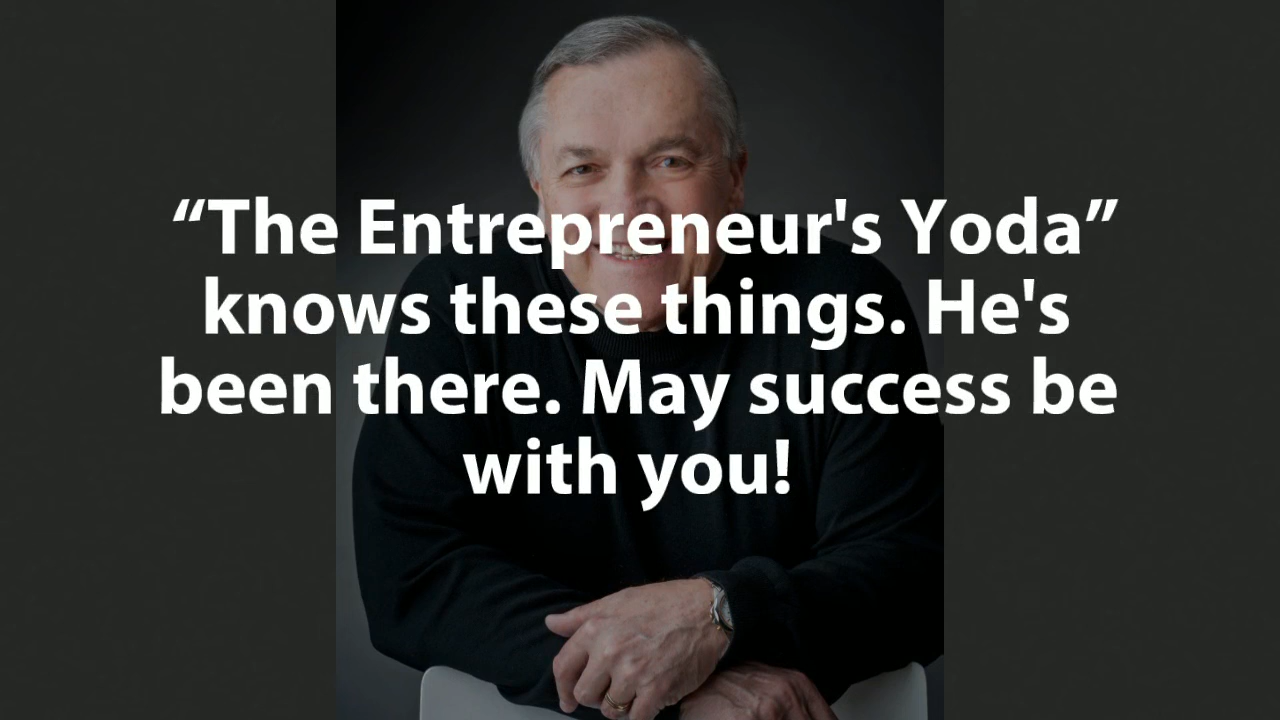 “The Entrepreneur's Yoda”
knows these things. He's
been there. May success be
with you!